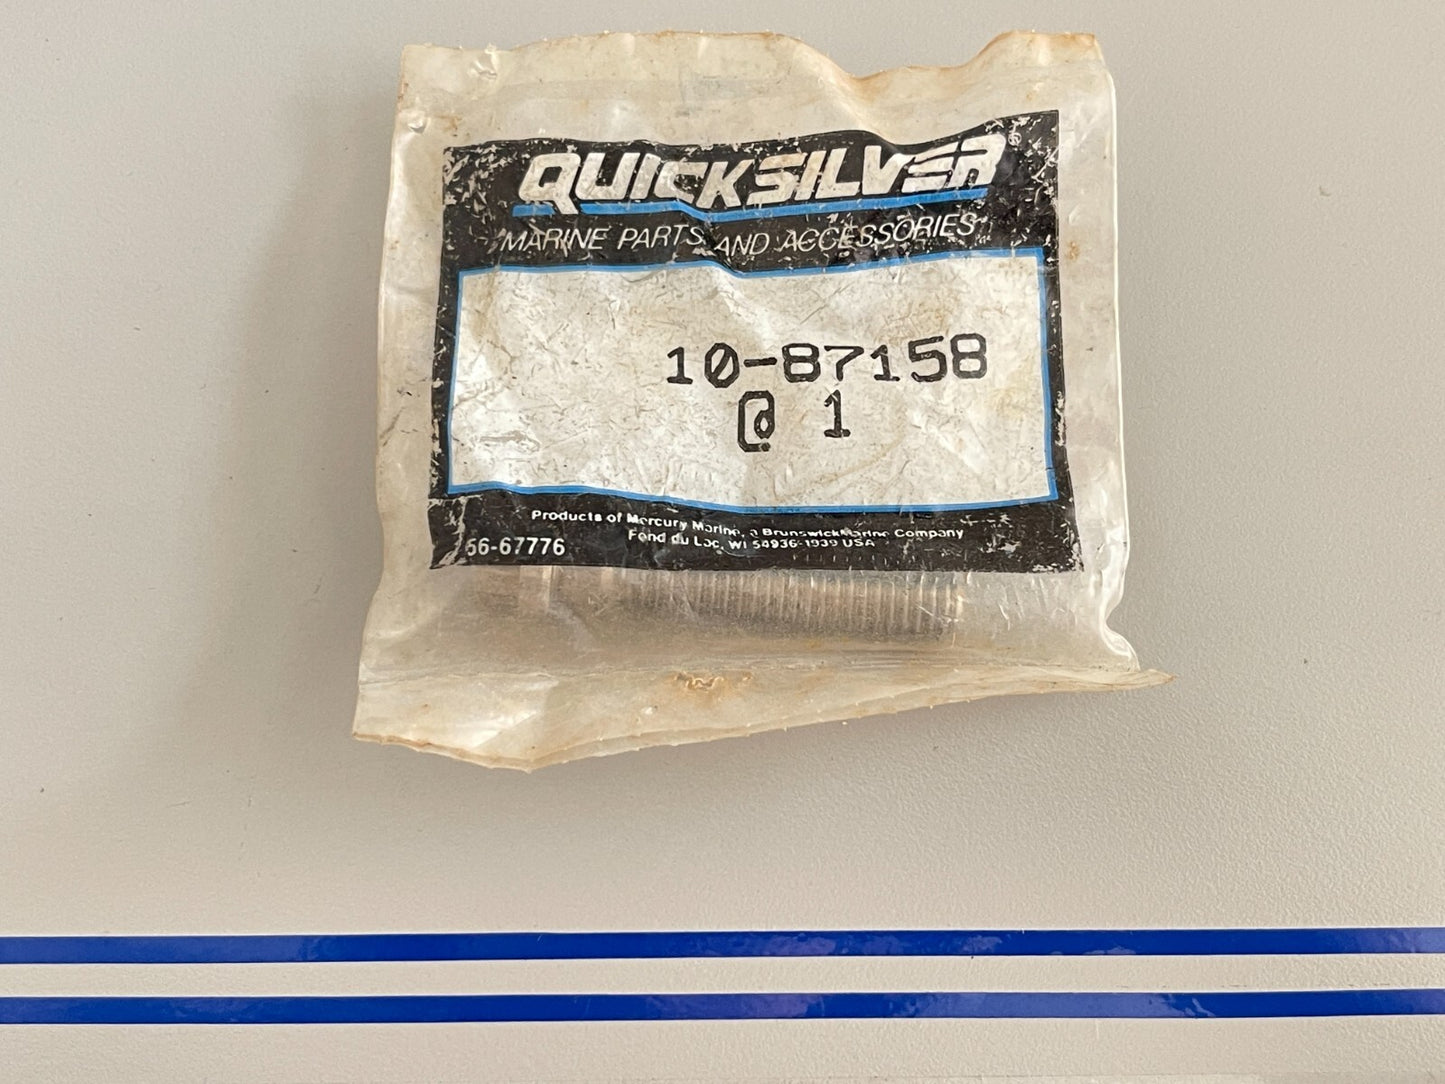 QUICKSILVER®
MARINE PARTS AND ACCESSORIES
10-87158
@ 1
Products of Mercury Marine, a Brunswick Marine Company
Fond du Lac, WI 54936-1939 USA
56-67776